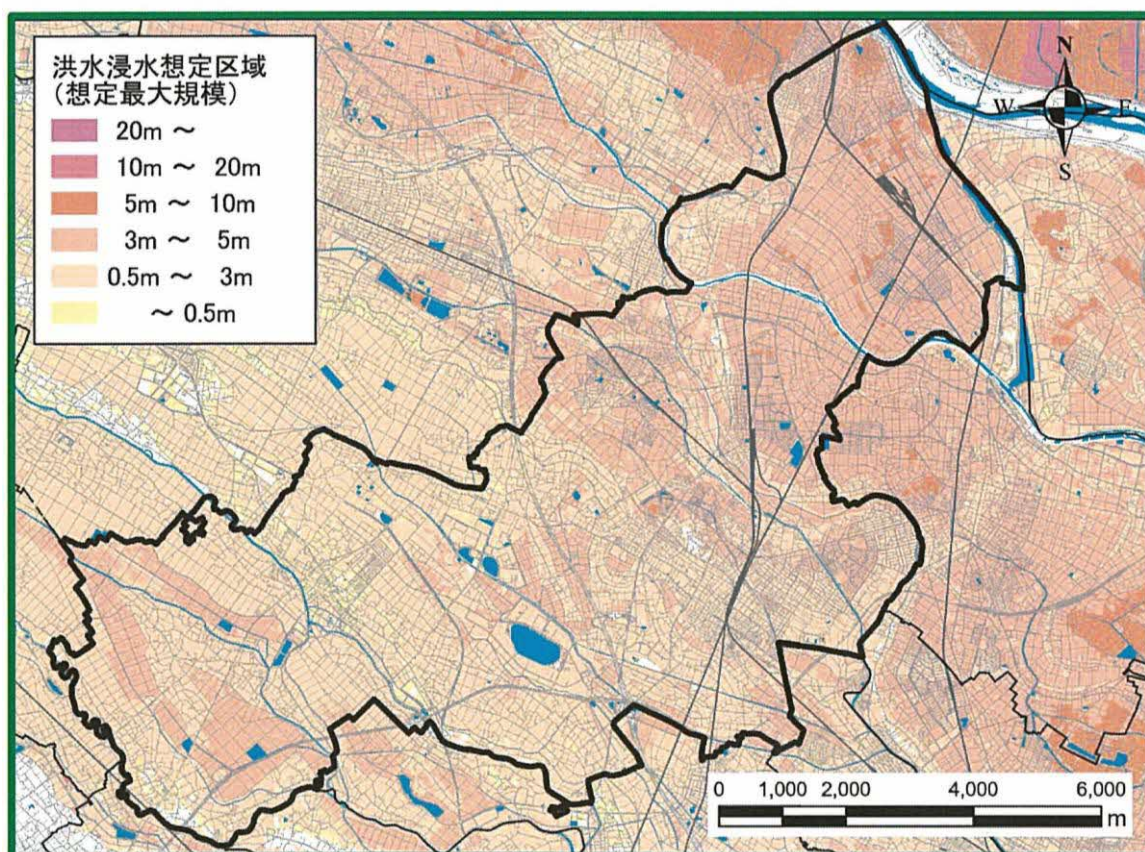 洪水浸水想定区域
(想定最大規模)
20m ～
10m ～ 20m
5m ～ 10m
3m ～ 5m
0.5m ～ 3m
～ 0.5m
N
W E
S
0 1,000 2,000 4,000 6,000
m